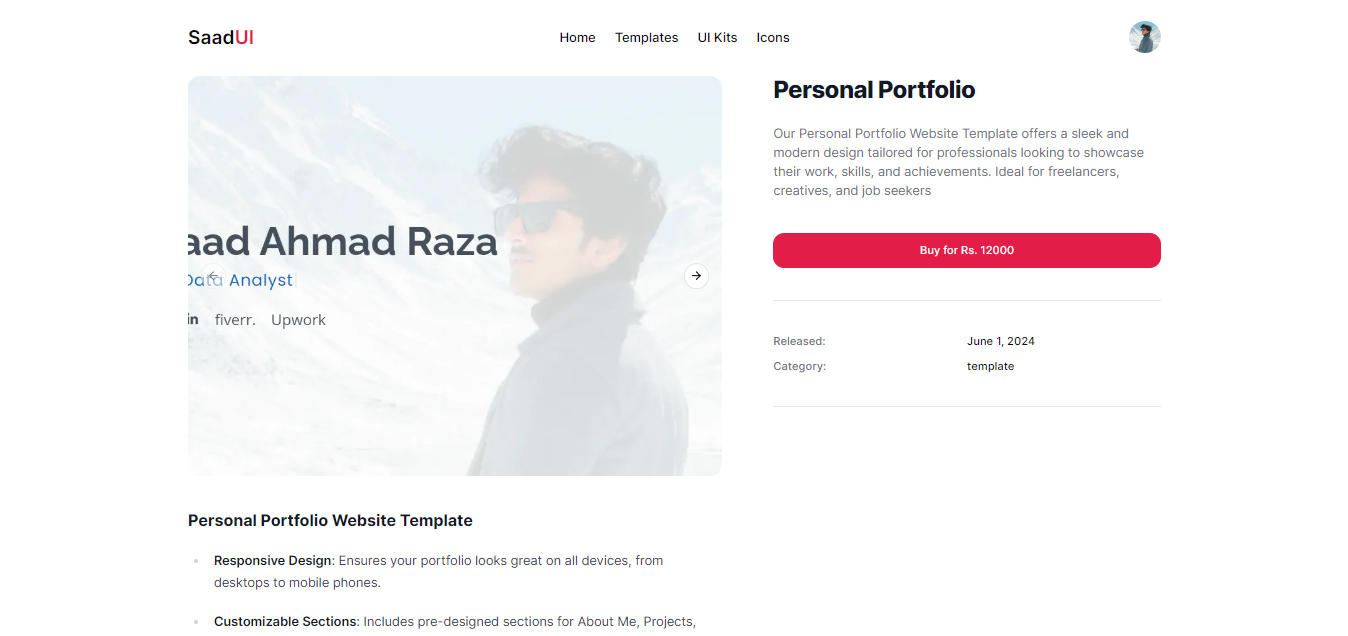 SaadUI
Home Templates UI Kits Icons
aad Ahmad Raza
Data Analyst
in fiverr. Upwork
Personal Portfolio
Our Personal Portfolio Website Template offers a sleek and
modern design tailored for professionals looking to showcase
their work, skills, and achievements. Ideal for freelancers,
creatives, and job seekers
Buy for Rs. 12000
Released: June 1, 2024
Category: template
Personal Portfolio Website Template
Responsive Design: Ensures your portfolio looks great on all devices, from
desktops to mobile phones.
Customizable Sections: Includes pre-designed sections for About Me, Projects,